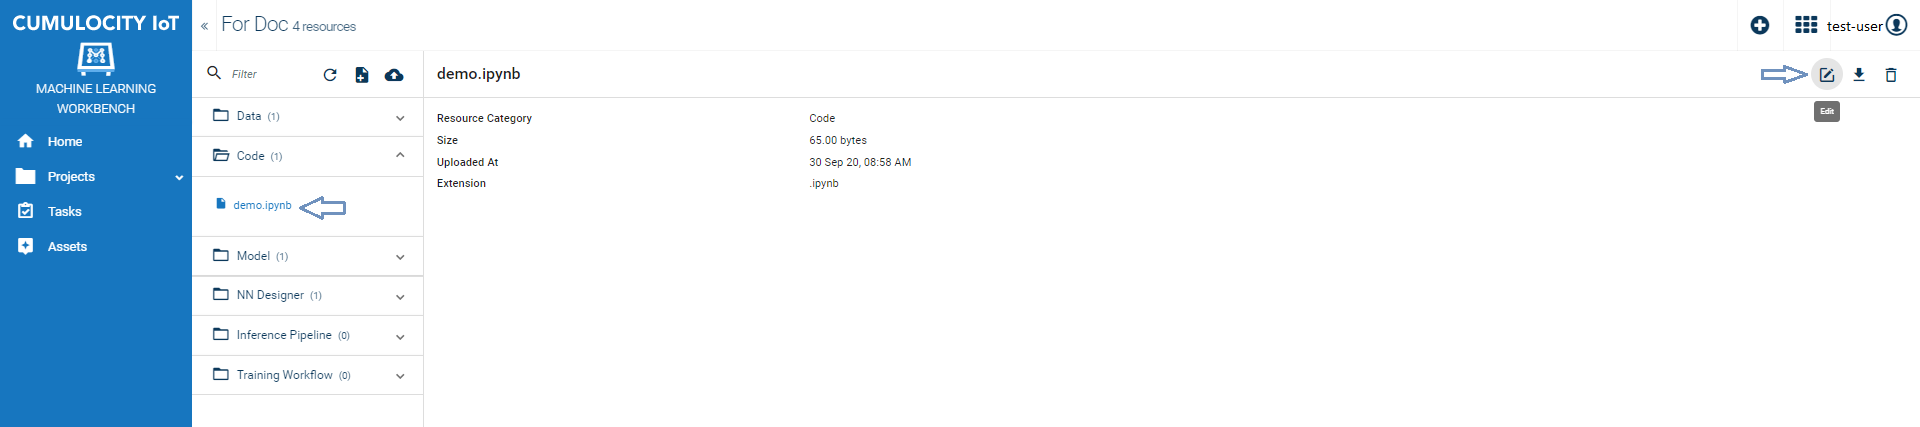 CUMULOCITY IoT
MACHINE LEARNING
WORKBENCH
Home
Projects
Tasks
Assets
« For Doc 4 resources
test-user
Filter
Data (1)
Code (1)
demo.ipynb
Model (1)
NN Designer (1)
Inference Pipeline (0)
Training Workflow (0)
demo.ipynb
Edit
Resource Category Code
Size 65.00 bytes
Uploaded At 30 Sep 20, 08:58 AM
Extension .ipynb